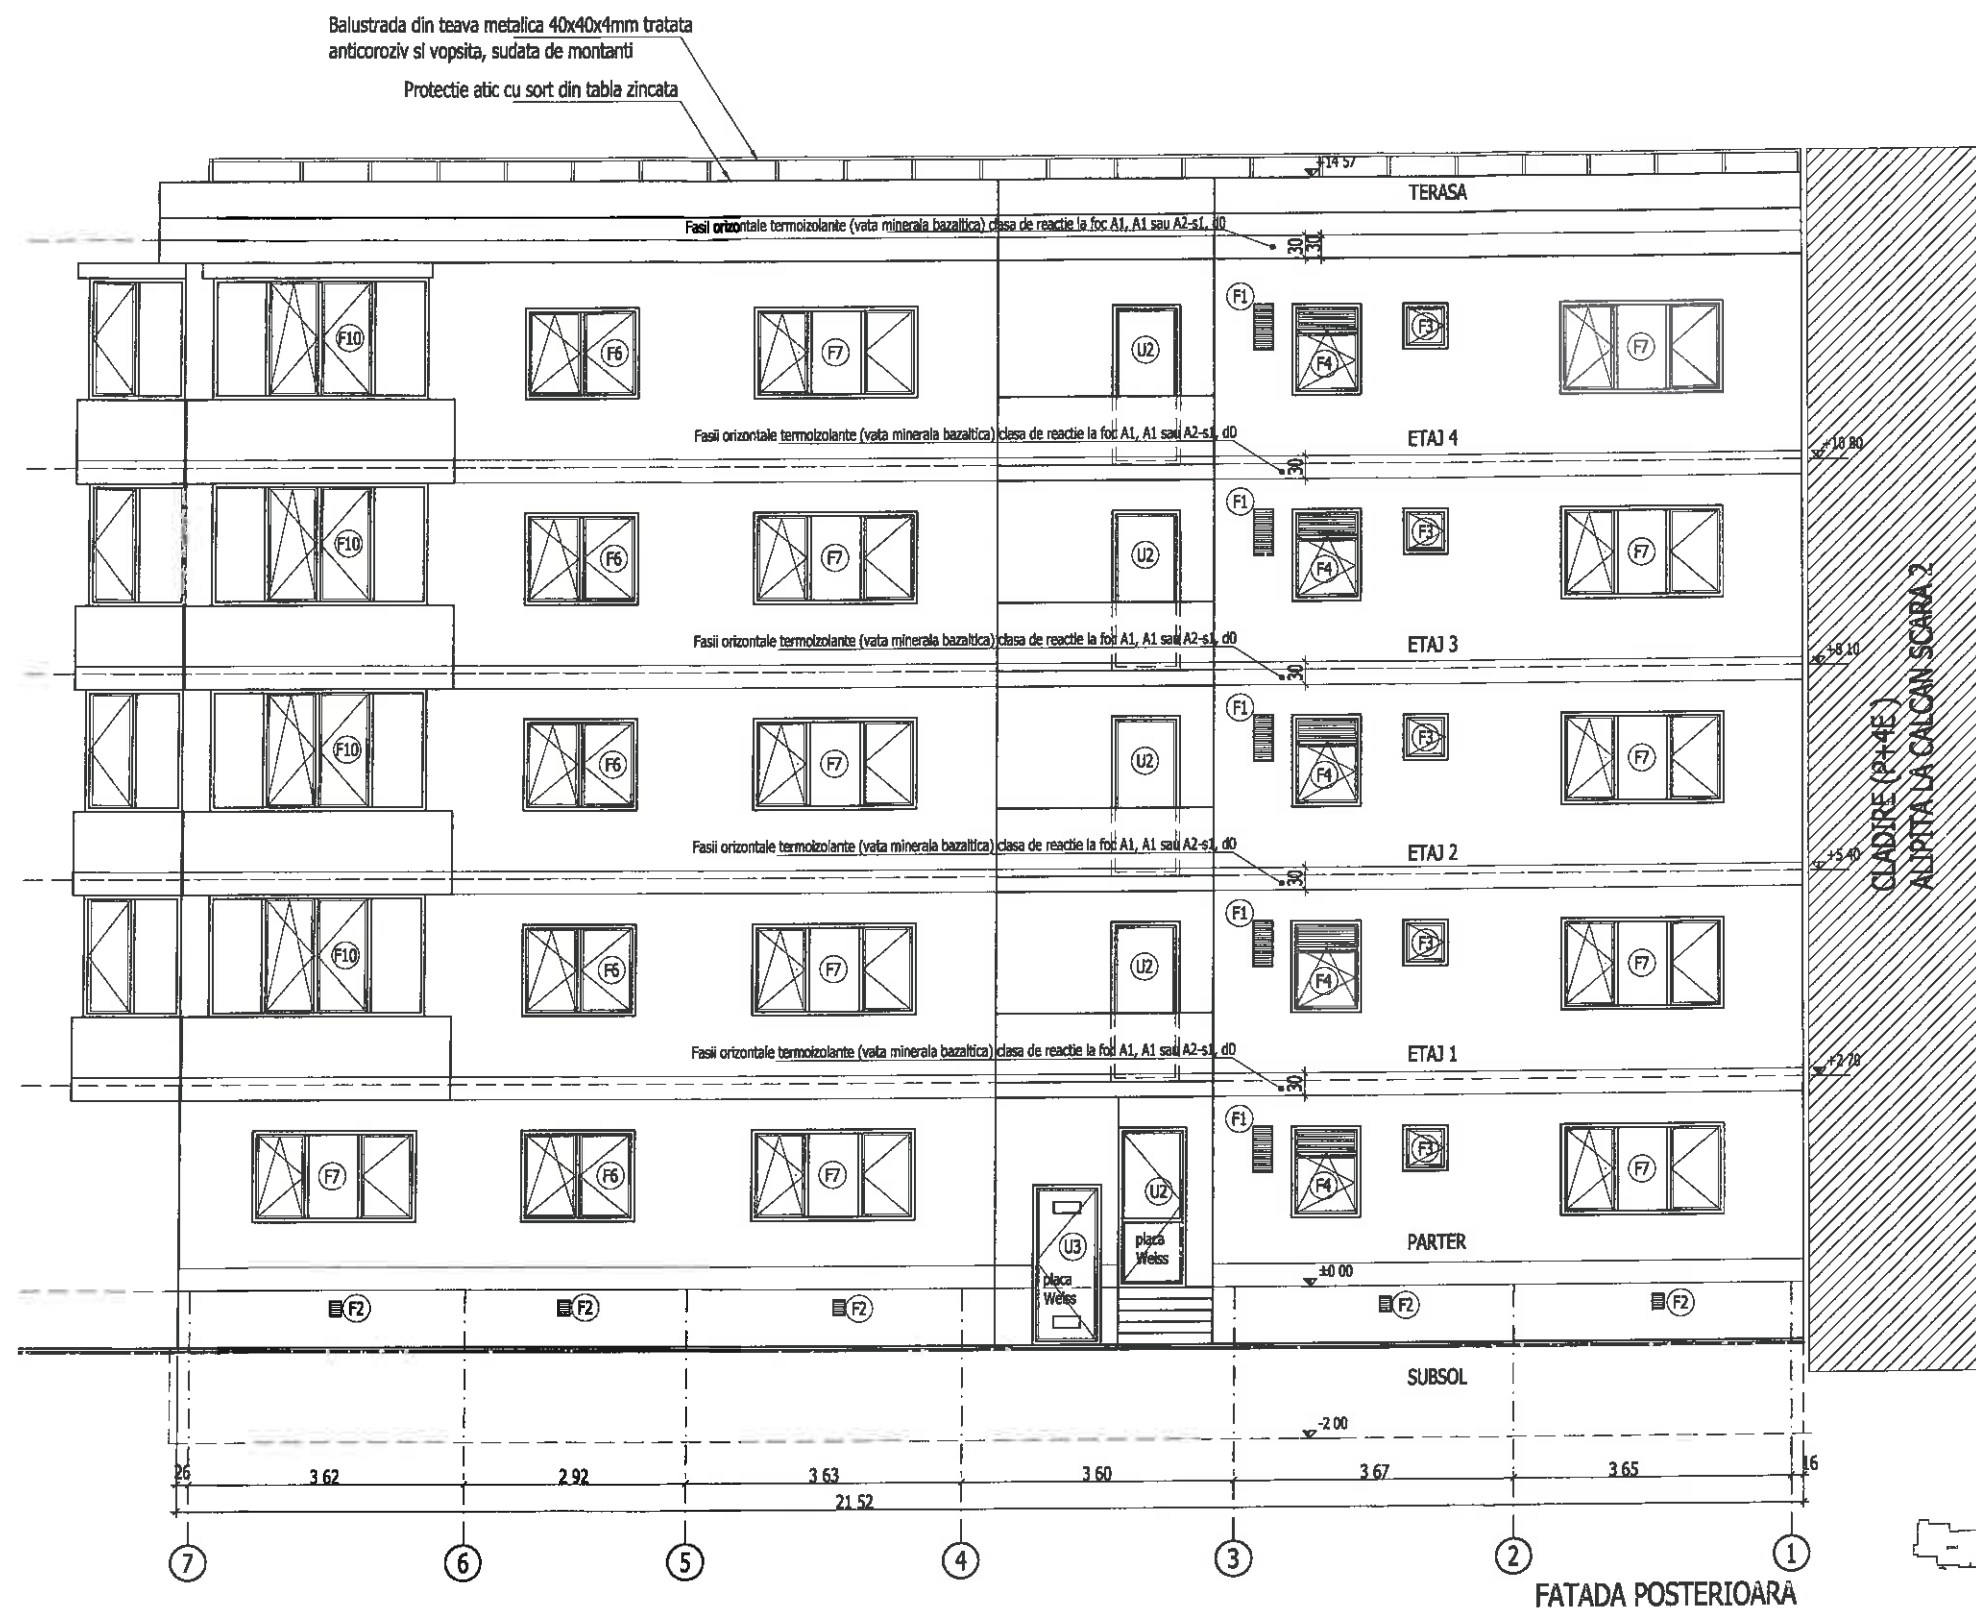 Balustrada din teava metalica 40x40x4mm tratata
anticoroziv si vopsita, sudata de montanti
Protectie atic cu sort din tabla zincata
+14 57
TERASA
Fasii orizontale termoizolante (vata minerala bazaltica) clasa de reactie la foc A1, A1 sau A2-s1, d0
30
30
F10
F6
F7
U2
F1
F4
F3
F7
Fasii orizontale termoizolante (vata minerala bazaltica) clasa de reactie la foc A1, A1 sau A2-s1, d0
30
ETAJ 4
+10 80
F10
F6
F7
U2
F1
F4
F3
F7
Fasii orizontale termoizolante (vata minerala bazaltica) clasa de reactie la foc A1, A1 sau A2-s1, d0
30
ETAJ 3
+8 10
F10
F6
F7
U2
F1
F4
F3
F7
Fasii orizontale termoizolante (vata minerala bazaltica) clasa de reactie la foc A1, A1 sau A2-s1, d0
30
ETAJ 2
+5 40
F10
F6
F7
U2
F1
F4
F3
F7
Fasii orizontale termoizolante (vata minerala bazaltica) clasa de reactie la foc A1, A1 sau A2-s1, d0
30
ETAJ 1
+2 70
CLADIRE (P+4E)
ALIPITA LA CALCAN SCARA 2
F7
F6
F7
U3
placa
Weiss
U2
placa
Weiss
F1
F4
F3
F7
PARTER
±0 00
F2
F2
F2
F2
F2
SUBSOL
-2 00
26
3 62
2 92
3 63
3 60
3 67
3 65
16
21 52
7
6
5
4
3
2
1
FATADA POSTERIOARA